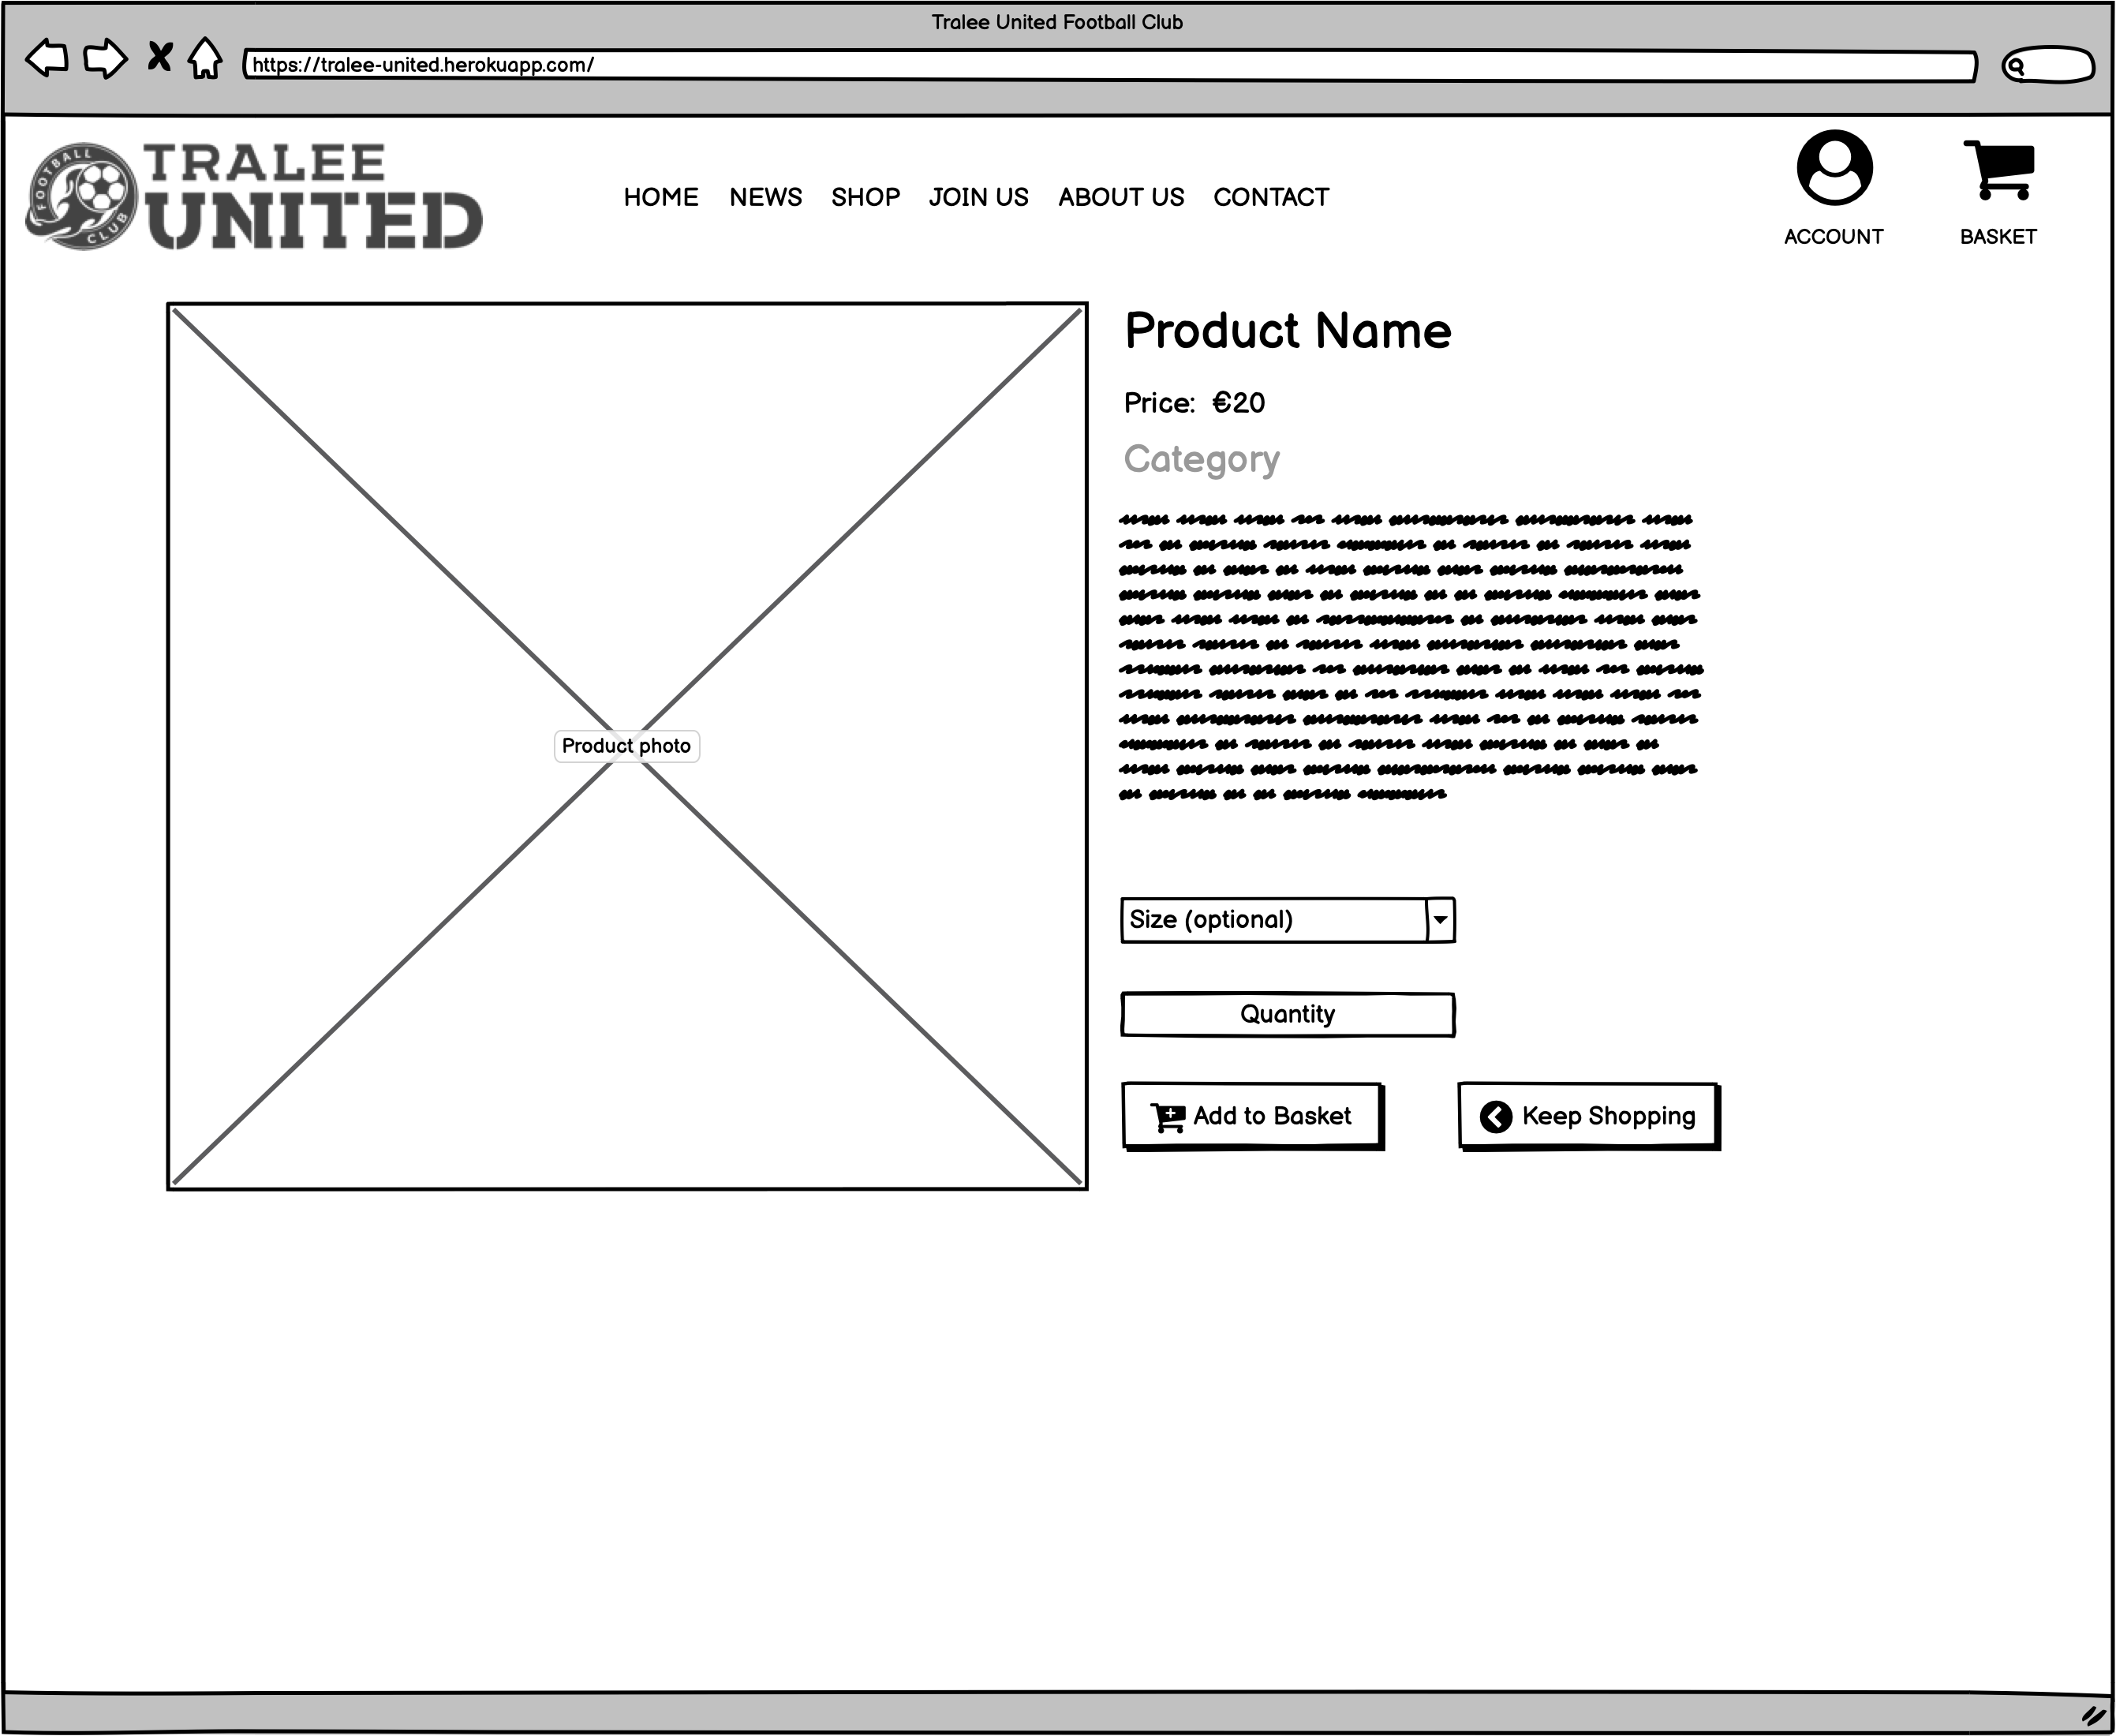 Tralee United Football Club
https://tralee-united.herokuapp.com/
FOOTBALL
CLUB
TRALEE
UNITED
HOME NEWS SHOP JOIN US ABOUT US CONTACT
ACCOUNT BASKET
Product Name
Price: €20
Category
Product photo
Size (optional)
Quantity
Add to Basket Keep Shopping